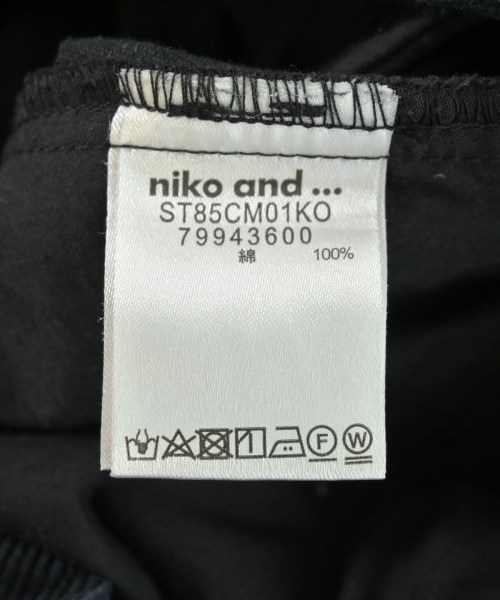 niko and ...
ST85CM01KO
79943600
綿 100%
F W